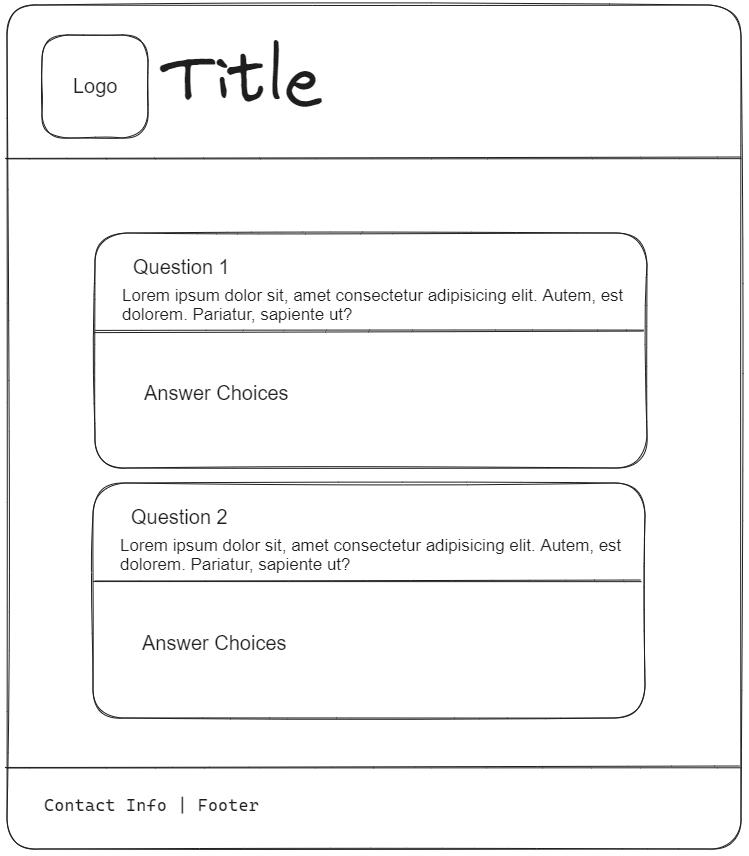 Logo
Title
Question 1
Lorem ipsum dolor sit, amet consectetur adipisicing elit. Autem, est
dolorem. Pariatur, sapiente ut?
Answer Choices
Question 2
Lorem ipsum dolor sit, amet consectetur adipisicing elit. Autem, est
dolorem. Pariatur, sapiente ut?
Answer Choices
Contact Info | Footer